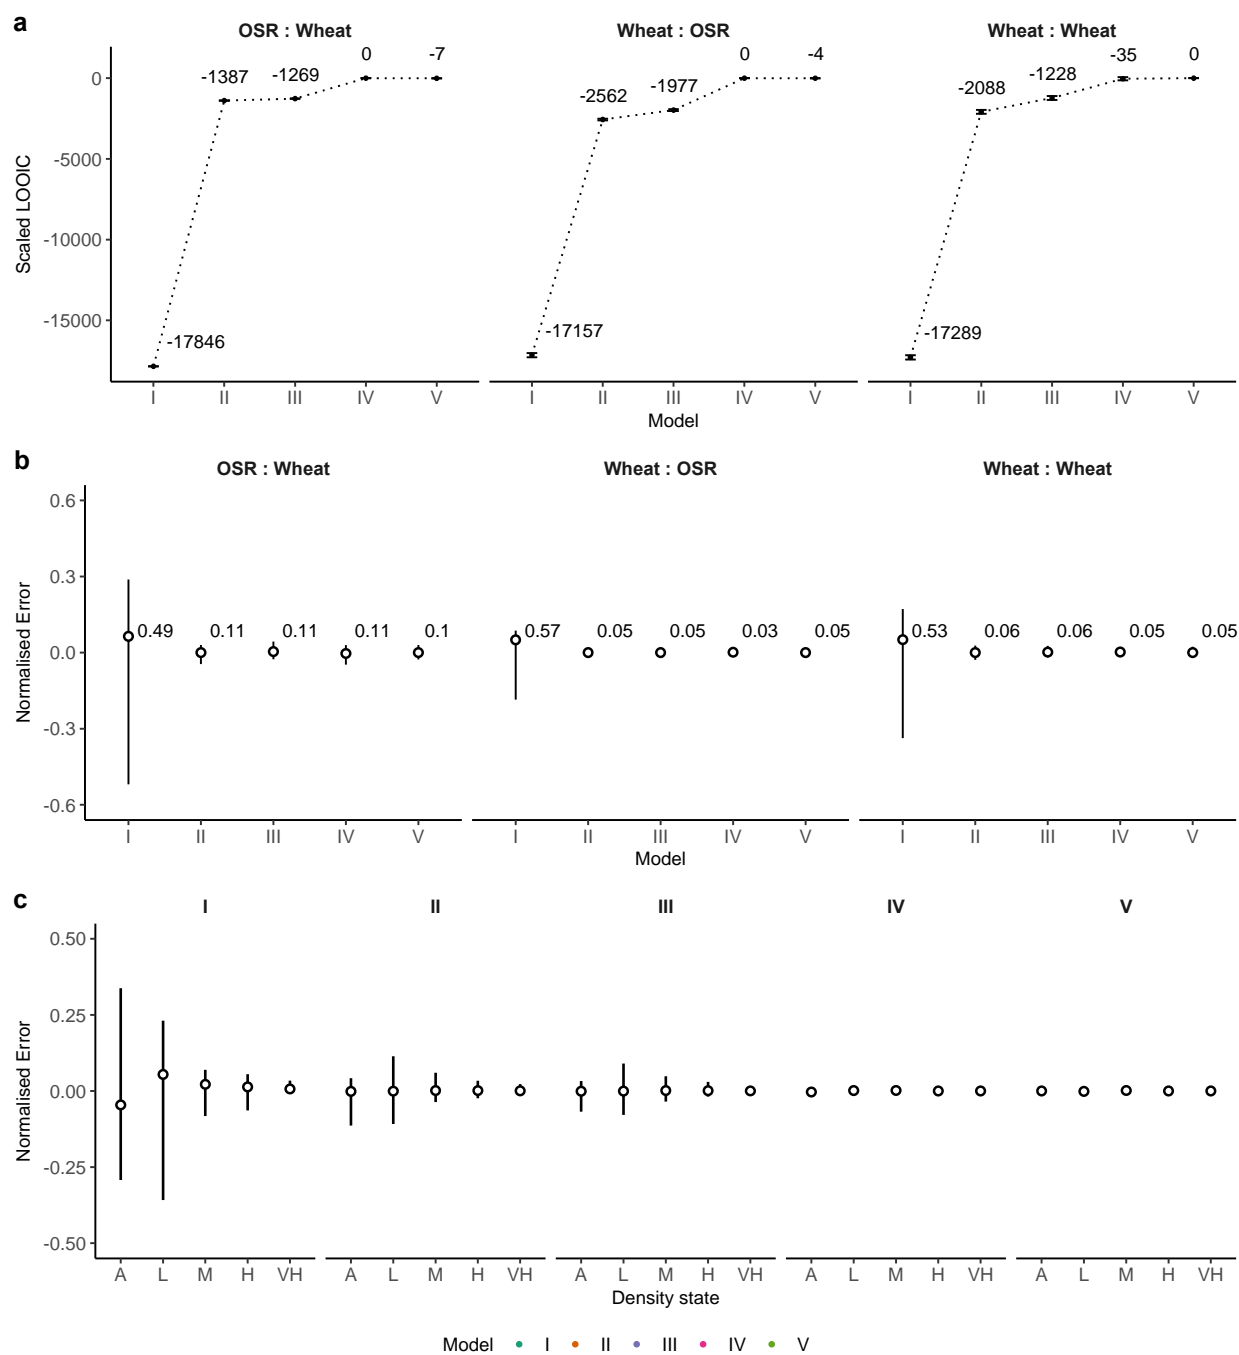 a
OSR : Wheat
Wheat : OSR
Wheat : Wheat
Scaled LOOIC
0
-5000
-10000
-15000
-17846
-1387
-1269
0
-7
-17157
-2562
-1977
0
-4
-17289
-2088
-1228
-35
0
I II III IV V
I II III IV V
I II III IV V
Model
b
OSR : Wheat
Wheat : OSR
Wheat : Wheat
Normalised Error
0.6
0.3
0.0
-0.3
-0.6
0.49 0.11 0.11 0.11 0.1
0.57 0.05 0.05 0.03 0.05
0.53 0.06 0.06 0.05 0.05
I II III IV V
I II III IV V
I II III IV V
Model
c
I
II
III
IV
V
Normalised Error
0.50
0.25
0.00
-0.25
-0.50
A L M H VH
A L M H VH
A L M H VH
A L M H VH
A L M H VH
Density state
Model I II III IV V